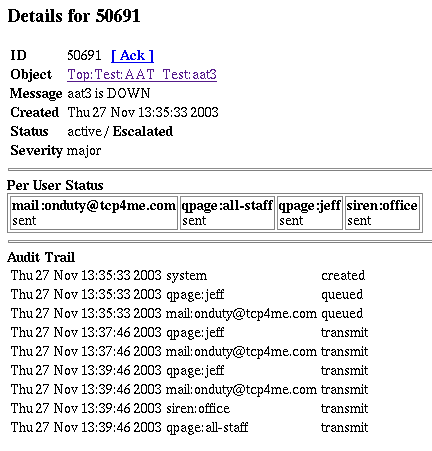 Details for 50691
ID 50691 [ Ack ]
Object Top:Test:AAT_Test:aat3
Message aat3 is DOWN
Created Thu 27 Nov 13:35:33 2003
Status active / Escalated
Severity major
Per User Status
mail:onduty@tcp4me.com qpage:all-staff qpage:jeff siren:office
sent sent sent sent
Audit Trail
Thu 27 Nov 13:35:33 2003 system created
Thu 27 Nov 13:35:33 2003 qpage:jeff queued
Thu 27 Nov 13:35:33 2003 mail:onduty@tcp4me.com queued
Thu 27 Nov 13:37:46 2003 qpage:jeff transmit
Thu 27 Nov 13:37:46 2003 mail:onduty@tcp4me.com transmit
Thu 27 Nov 13:39:46 2003 qpage:jeff transmit
Thu 27 Nov 13:39:46 2003 mail:onduty@tcp4me.com transmit
Thu 27 Nov 13:39:46 2003 siren:office transmit
Thu 27 Nov 13:39:46 2003 qpage:all-staff transmit